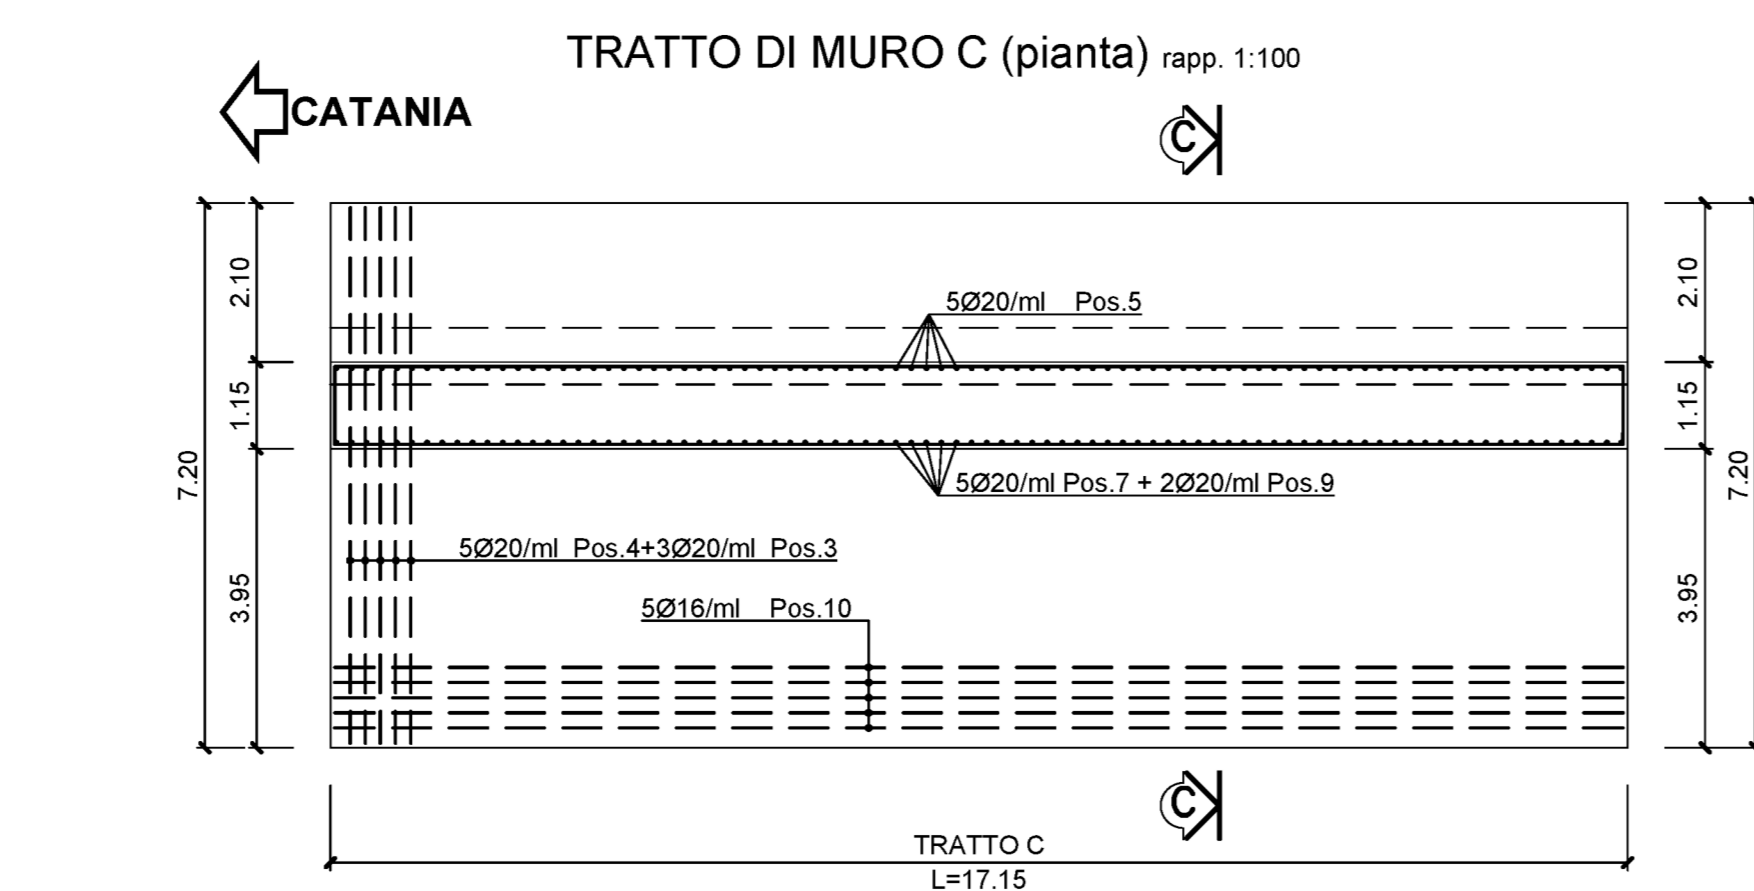 TRATTO DI MURO C (pianta) rapp. 1:100
CATANIA
C
2.10
2.10
5Ø20/ml Pos.5
1.15
1.15
7.20
7.20
5Ø20/ml Pos.7 + 2Ø20/ml Pos.9
5Ø20/ml Pos.4+3Ø20/ml Pos.3
3.95
3.95
5Ø16/ml Pos.10
C
TRATTO C
L=17.15